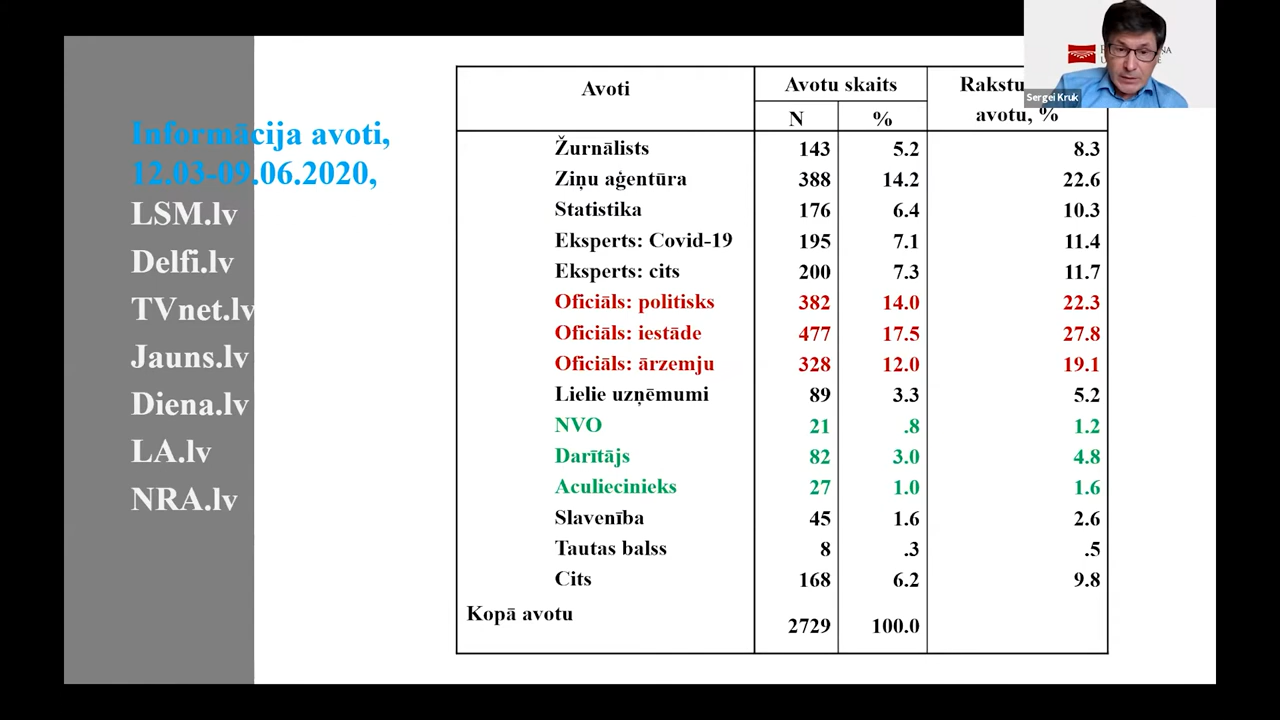 Informācija avoti,
12.03-09.06.2020,
LSM.lv
Delfi.lv
TVnet.lv
Jauns.lv
Diena.lv
LA.lv
NRA.lv
Avoti Avotu skaits
N % avotu, %
Žurnālists 143 5.2 8.3
Ziņu aģentūra 388 14.2 22.6
Statistika 176 6.4 10.3
Eksperts: Covid-19 195 7.1 11.4
Eksperts: cits 200 7.3 11.7
Oficiāls: politisks 382 14.0 22.3
Oficiāls: iestāde 477 17.5 27.8
Oficiāls: ārzemju 328 12.0 19.1
Lielie uzņēmumi 89 3.3 5.2
NVO 21 .8 1.2
Darītājs 82 3.0 4.8
Aculiecinieks 27 1.0 1.6
Slavenība 45 1.6 2.6
Tautas balss 8 .3 .5
Cits 168 6.2 9.8
Kopā avotu 2729 100.0
Sergei Kruk